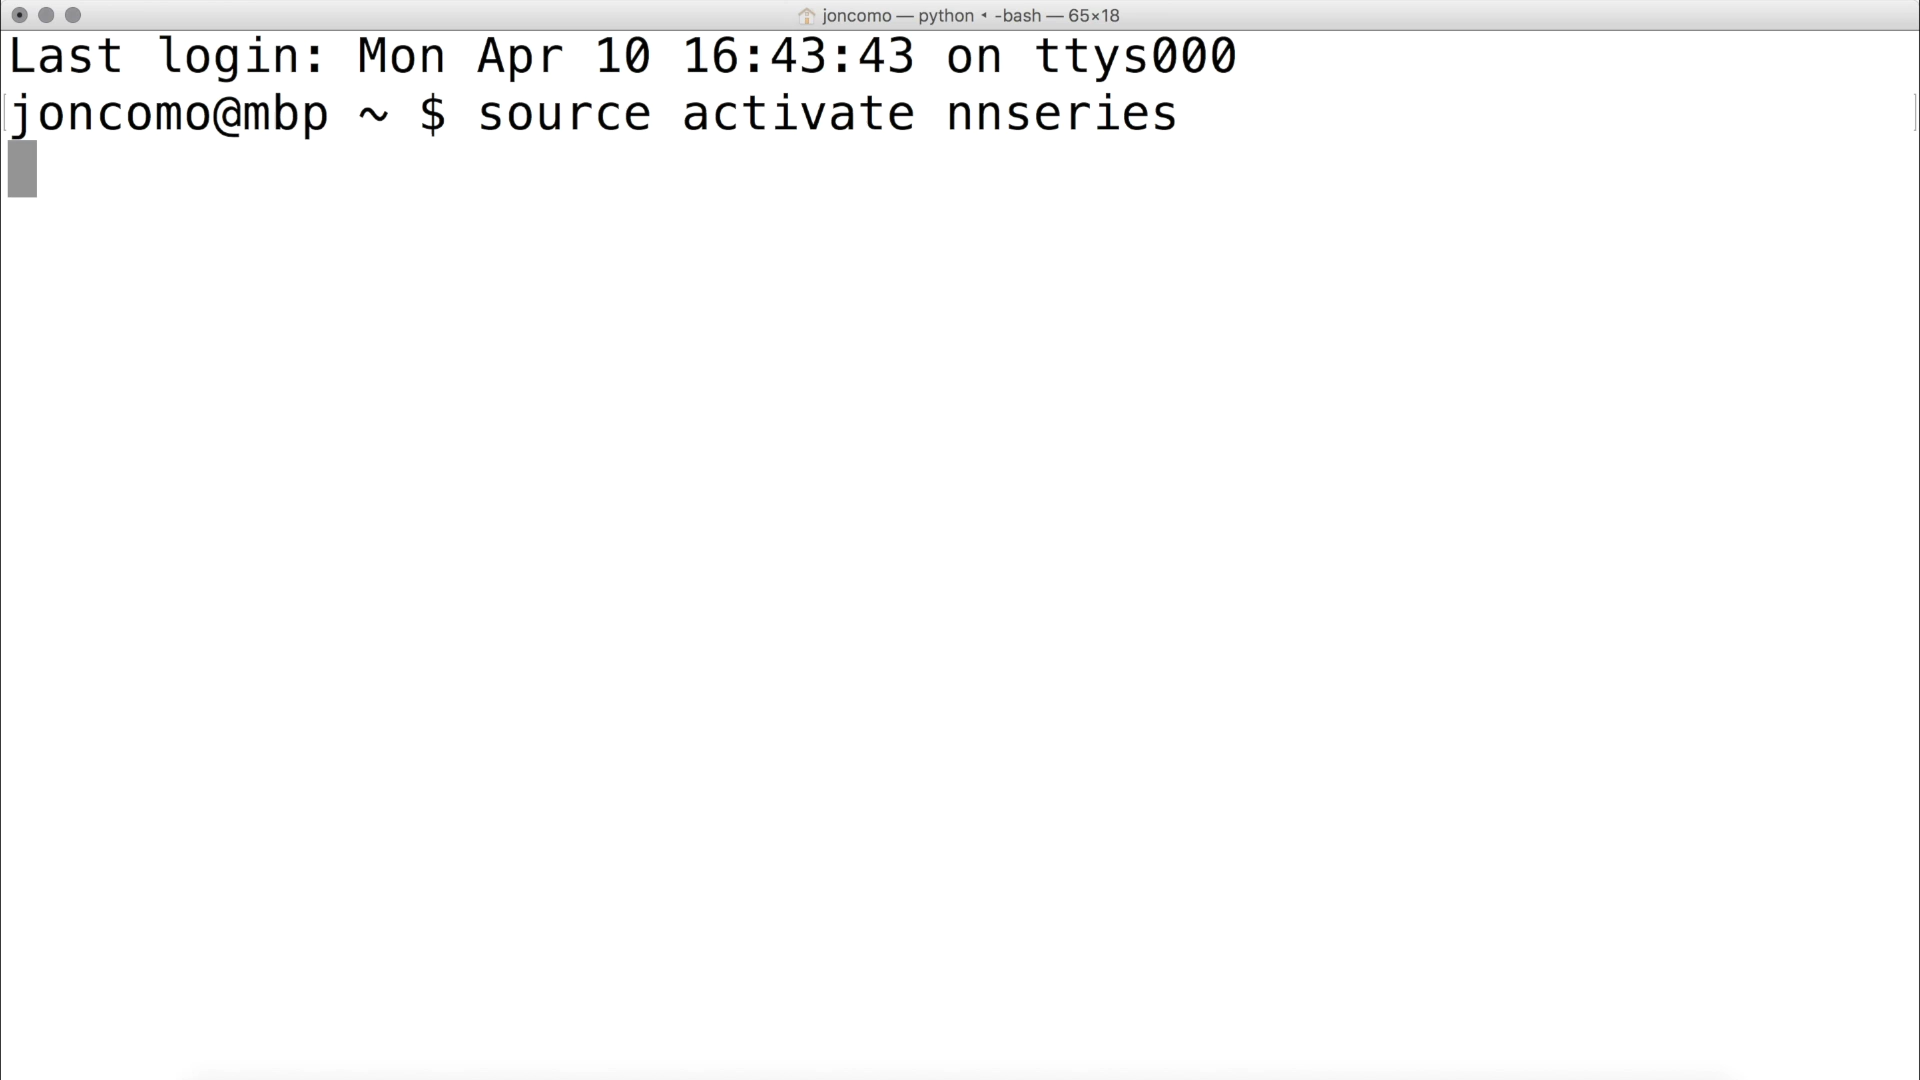 joncomo — python ◂ -bash — 65×18
Last login: Mon Apr 10 16:43:43 on ttys000
joncomo@mbp ~ $ source activate nnseries